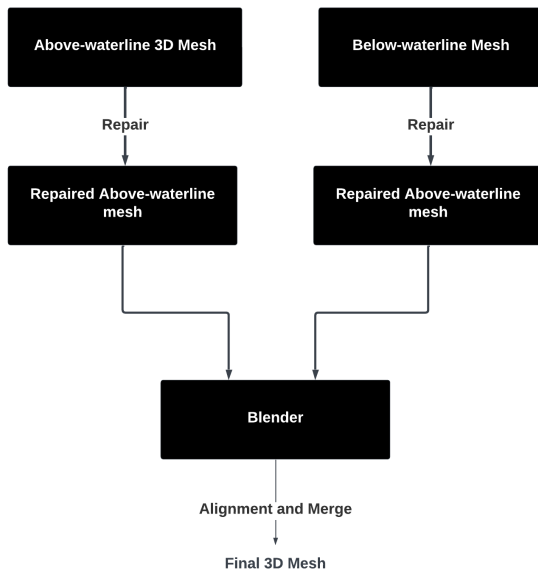 Above-waterline 3D Mesh
Below-waterline Mesh
Repair
Repair
Repaired Above-waterline
mesh
Repaired Above-waterline
mesh
Blender
Alignment and Merge
Final 3D Mesh